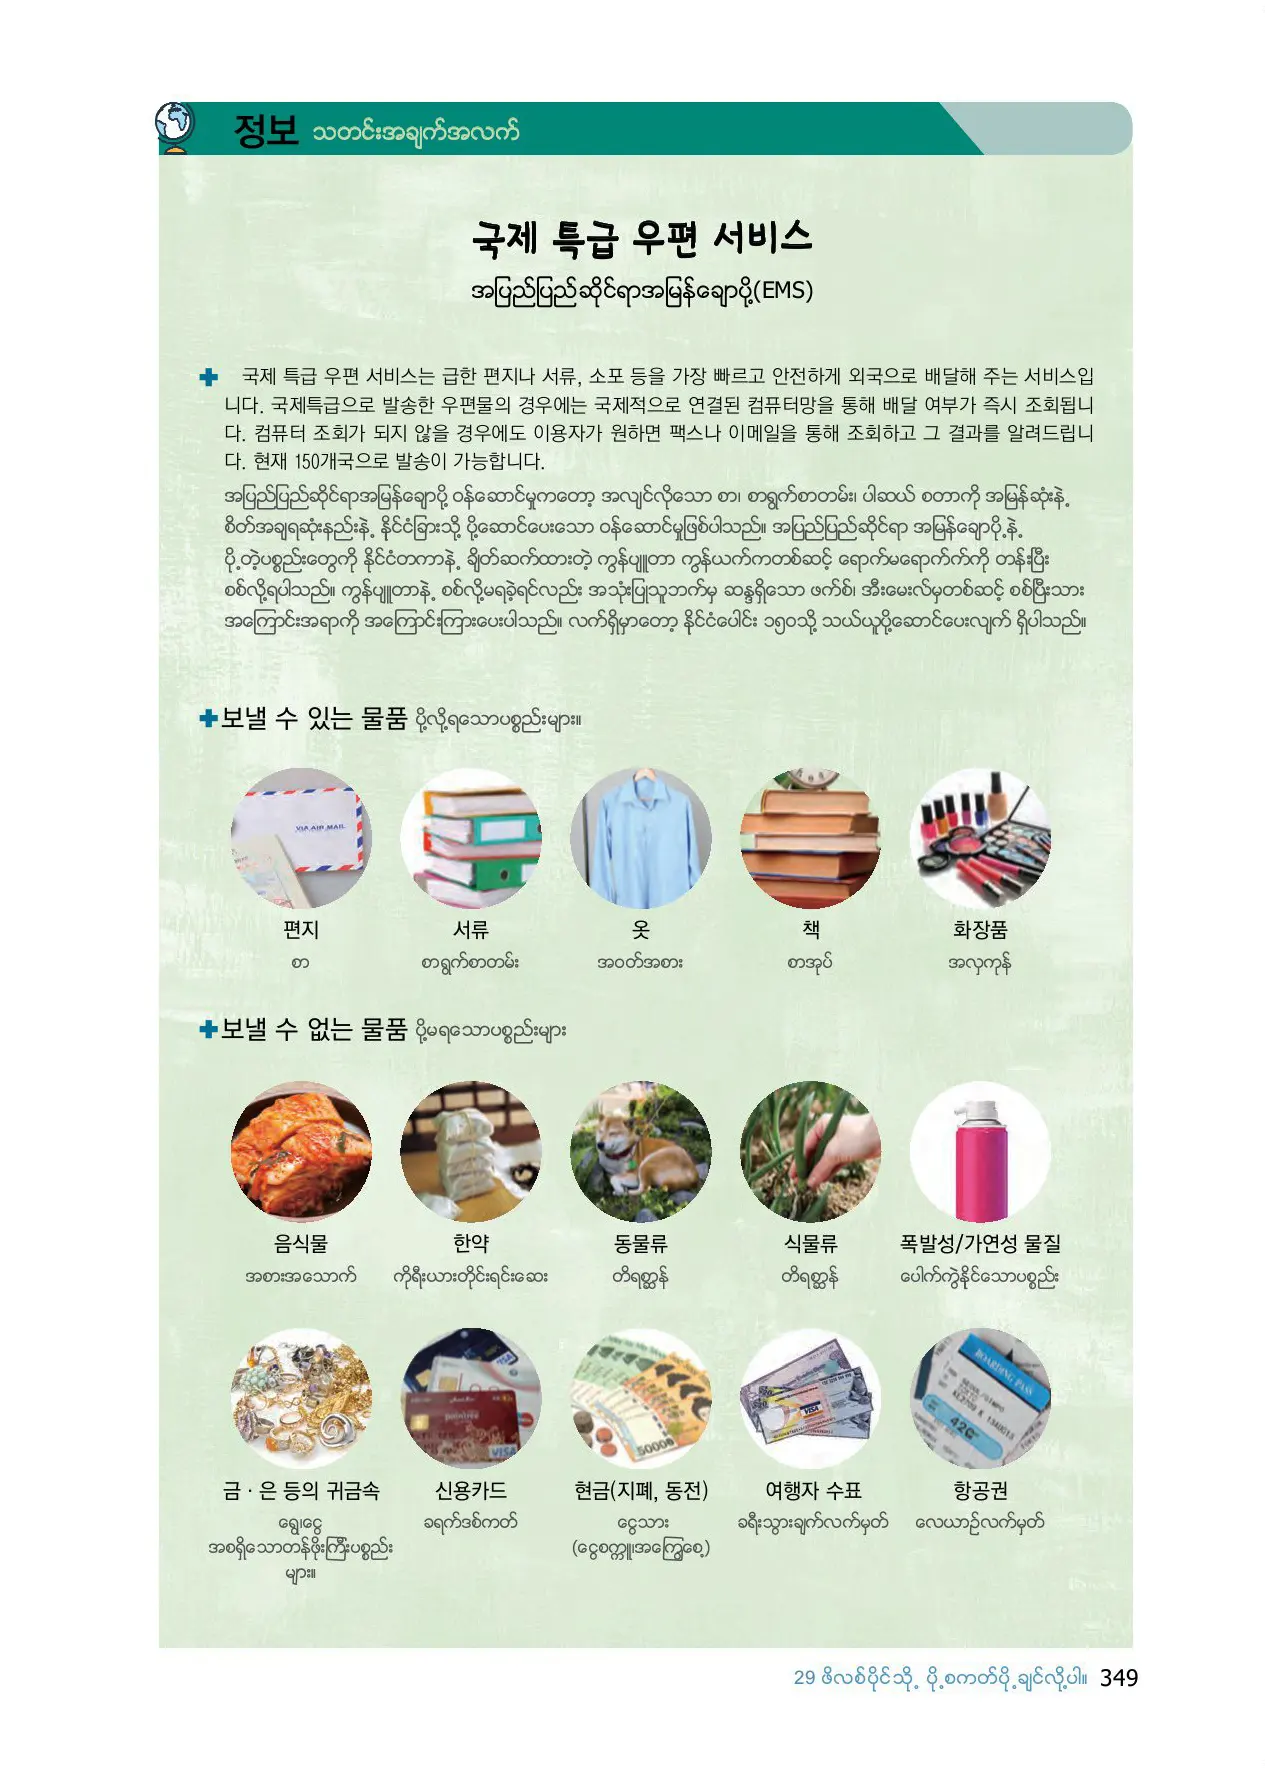 정보 သတင်းအချက်အလက်
국제 특급 우편 서비스
အပြည်ပြည်ဆိုင်ရာအမြန်ချောပို့(EMS)
국제 특급 우편 서비스는 급한 편지나 서류, 소포 등을 가장 빠르고 안전하게 외국으로 배달해 주는 서비스입
니다. 국제특급으로 발송한 우편물의 경우에는 국제적으로 연결된 컴퓨터망을 통해 배달 여부가 즉시 조회됩니
다. 컴퓨터 조회가 되지 않을 경우에도 이용자가 원하면 팩스나 이메일을 통해 조회하고 그 결과를 알려드립니
다. 현재 150개국으로 발송이 가능합니다.
အပြည်ပြည်ဆိုင်ရာအမြန်ချောပို့ ဝန်ဆောင်မှုကတော့ အလျင်လိုသော စာ၊ စာရွက်စာတမ်း၊ ပါဆယ် စတာကို အမြန်ဆုံးနဲ့
စိတ်အချရဆုံးနည်းနဲ့ နိုင်ငံခြားသို့ ပို့ဆောင်ပေးသော ဝန်ဆောင်မှုဖြစ်ပါသည်။ အပြည်ပြည်ဆိုင်ရာ အမြန်ချောပို့နဲ့
ပို့တဲ့ပစ္စည်းတွေကို နိုင်ငံတကာနဲ့ ချိတ်ဆက်ထားတဲ့ ကွန်ပျူတာ ကွန်ယက်ကတစ်ဆင့် ရောက်မရောက်က်ကို တန်းပြီး
စစ်လို့ရပါသည်။ ကွန်ပျူတာနဲ့ စစ်လို့မရခဲ့ရင်လည်း အသုံးပြုသူဘက်မှ ဆန္ဒရှိသော ဖက်စ်၊ အီးမေးလ်မှတစ်ဆင့် စစ်ပြီးသား
အကြောင်းအရာကို အကြောင်းကြားပေးပါသည်။ လက်ရှိမှာတော့ နိုင်ငံပေါင်း ၁၅၀သို့ သယ်ယူပို့ဆောင်ပေးလျက် ရှိပါသည်။
보낼 수 있는 물품 ပို့လို့ရသောပစ္စည်းများ။
VIA AIR MAIL
편지 서류 옷 책 화장품
စာ စာရွက်စာတမ်း အဝတ်အစား စာအုပ် အလှကုန်
보낼 수 없는 물품 ပို့မရသောပစ္စည်းများ
음식물 한약 동물류 식물류 폭발성/가연성 물질
အစားအသောက် ကိုရီးယားတိုင်းရင်းဆေး တိရစ္ဆာန် တိရစ္ဆာန် ပေါက်ကွဲနိုင်သောပစ္စည်း
VISA
50000
VISA
BOARDING PASS
금 · 은 등의 귀금속 신용카드 현금(지폐, 동전) 여행자 수표 항공권
ရွှေ၊ငွေ ခရက်ဒစ်ကတ် ငွေသား ခရီးသွားချက်လက်မှတ် လေယာဉ်လက်မှတ်
အစရှိသောတန်ဖိုးကြီးပစ္စည်း (ငွေစက္ကူ၊အကြွေစေ့)
များ။
29 ဖိလစ်ပိုင်သို့ ပို့စကတ်ပို့ချင်လို့ပါ။ 349